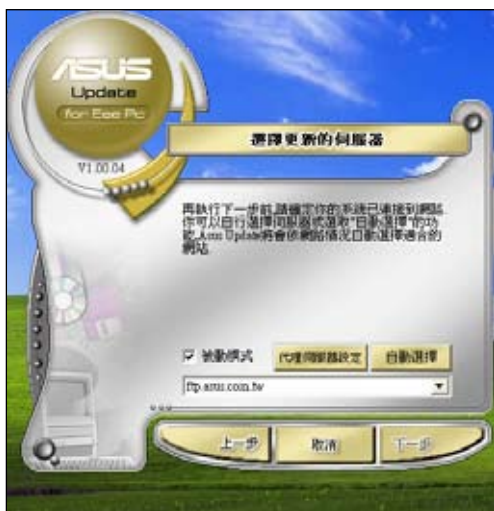 ASUS
Update
for Eee Pc
V1.00.04
選擇更新的伺服器
再執行下一步前,請確定你的系統已連接到網路.
你可以自行選擇伺服器或選取"自動選擇"的功
能,Asus Update將會依網路情況自動選擇適合的
網站.
被動模式
代理伺服器設定
自動選擇
ftp.asus.com.tw
上一步
取消
下一步